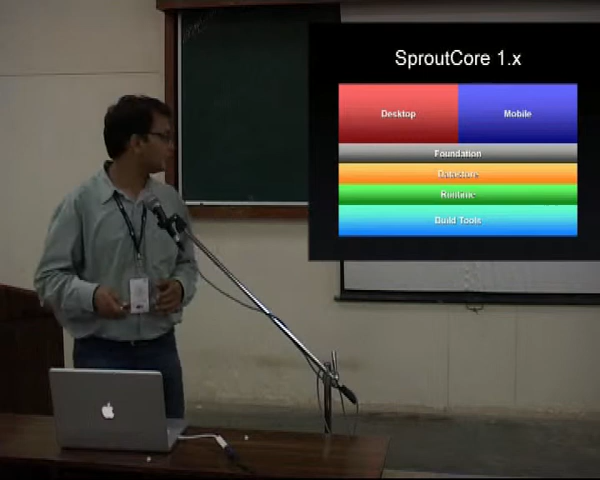 SproutCore 1.x
Desktop
Mobile
Foundation
Datastore
Runtime
Build Tools